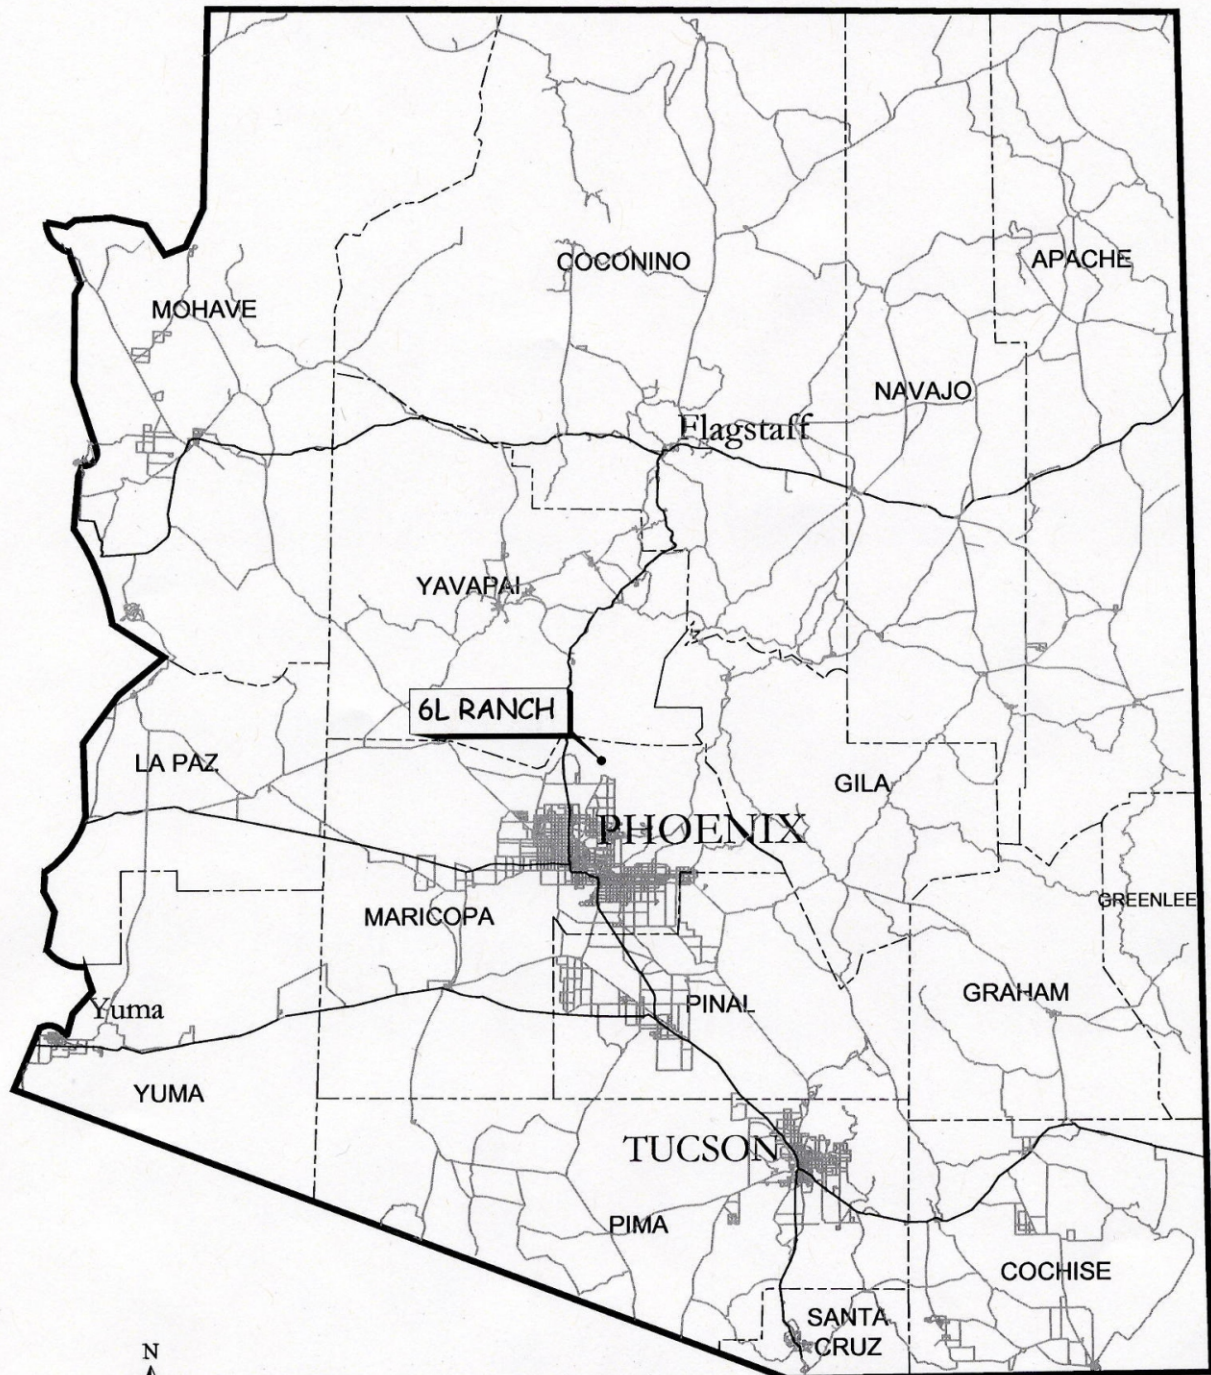 COCONINO
APACHE
MOHAVE
NAVAJO
Flagstaff
YAVAPAI
6L RANCH
LA PAZ
GILA
PHOENIX
GREENLEE
MARICOPA
GRAHAM
PINAL
Yuma
YUMA
TUCSON
PIMA
COCHISE
SANTA
CRUZ
N